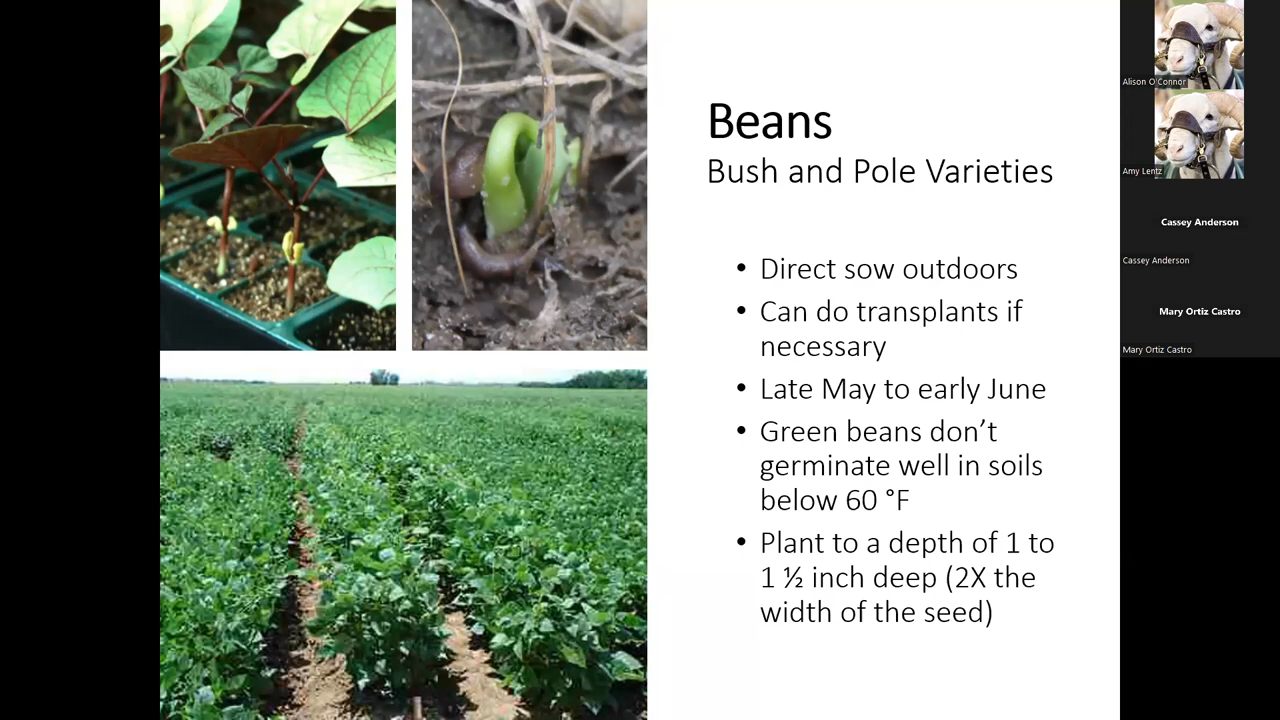 Beans
Bush and Pole Varieties
• Direct sow outdoors
• Can do transplants if
necessary
• Late May to early June
• Green beans don’t
germinate well in soils
below 60 °F
• Plant to a depth of 1 to
1 ½ inch deep (2X the
width of the seed)
Alison O'Connor
Amy Lentz
Cassey Anderson
Cassey Anderson
Mary Ortiz Castro
Mary Ortiz Castro